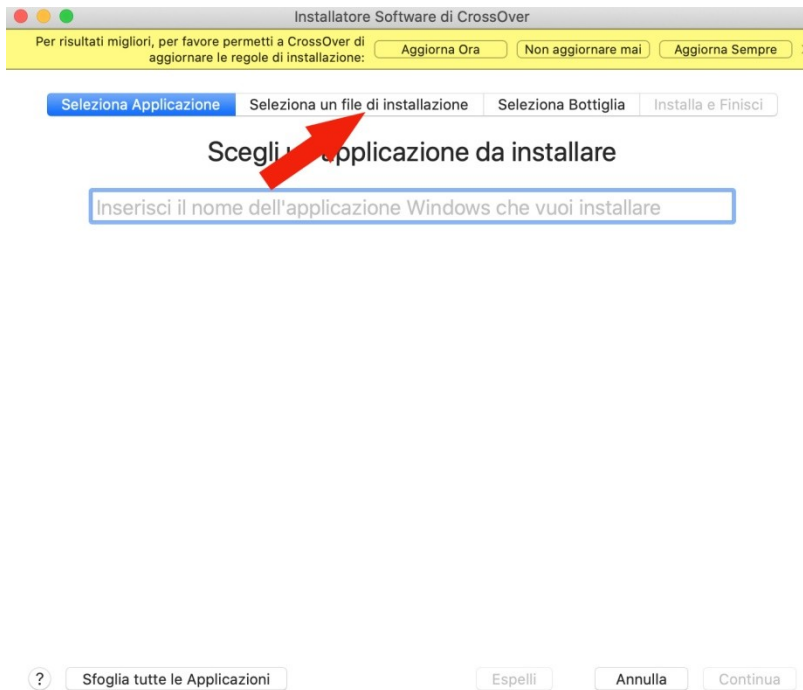 Installatore Software di CrossOver
Per risultati migliori, per favore permetti a CrossOver di
aggiornare le regole di installazione:
Aggiorna Ora Non aggiornare mai Aggiorna Sempre
Seleziona Applicazione Seleziona un file di installazione Seleziona Bottiglia Installa e Finisci
Scegli applicazione da installare
Inserisci il nome dell'applicazione Windows che vuoi installare
? Sfoglia tutte le Applicazioni Espelli Annulla Continua